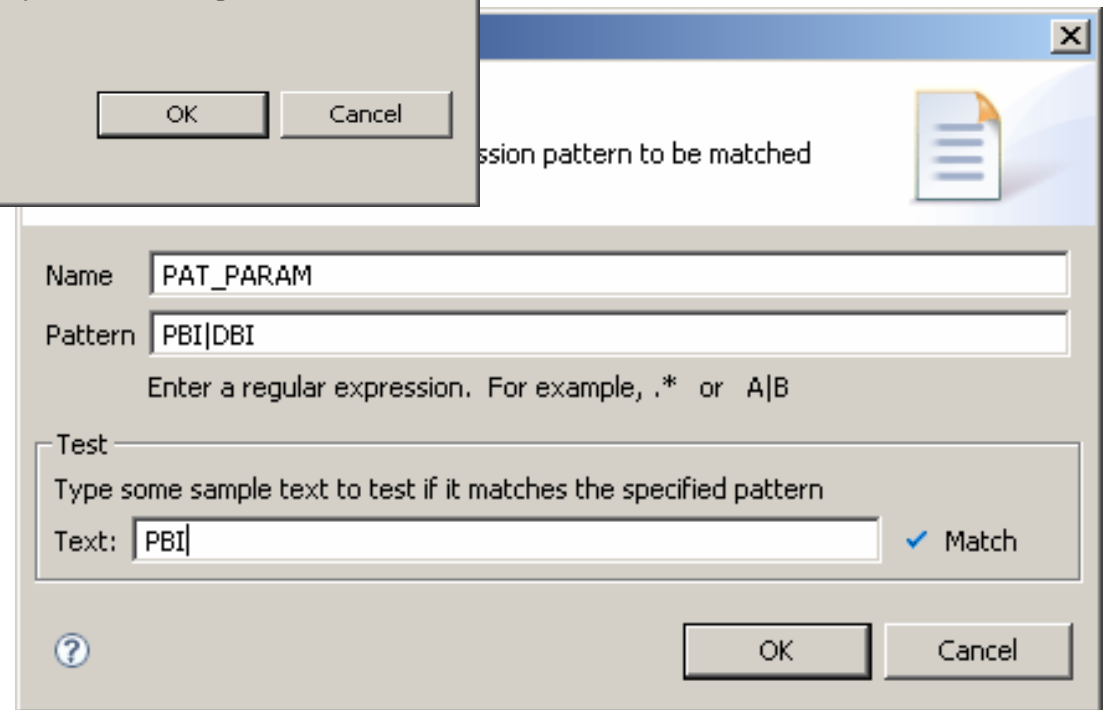 OK Cancel
ssion pattern to be matched
Name PAT_PARAM
Pattern PBI|DBI
Enter a regular expression. For example, .* or A|B
Test
Type some sample text to test if it matches the specified pattern
Text: PBI Match
OK Cancel